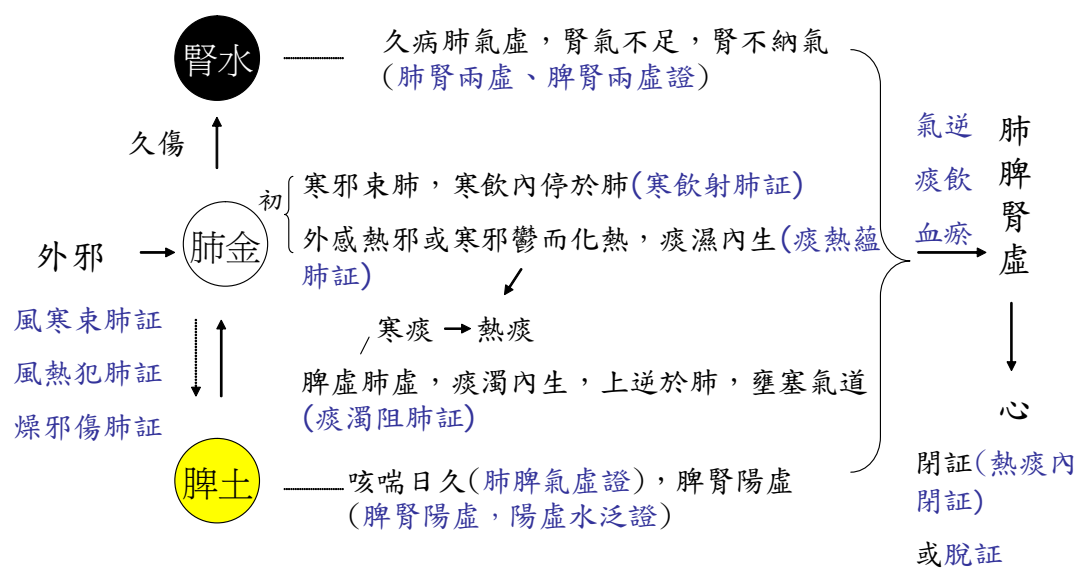 腎水
久病肺氣虛，腎氣不足，腎不納氣
(肺腎兩虛、脾腎兩虛證)
久傷
初
寒邪束肺，寒飲內停於肺(寒飲射肺証)
外邪
肺金
外感熱邪或寒邪鬱而化熱，痰濕內生(痰熱蘊
肺証)
風寒束肺証
風熱犯肺証
燥邪傷肺証
寒痰
熱痰
脾虛肺虛，痰濁內生，上逆於肺，壅塞氣道
(痰濁阻肺証)
脾土
咳喘日久(肺脾氣虛證)，脾腎陽虛
(脾腎陽虛，陽虛水泛證)
氣逆
痰飲
血瘀
肺脾腎虛
心
閉証(熱痰內
閉証)
或脫証